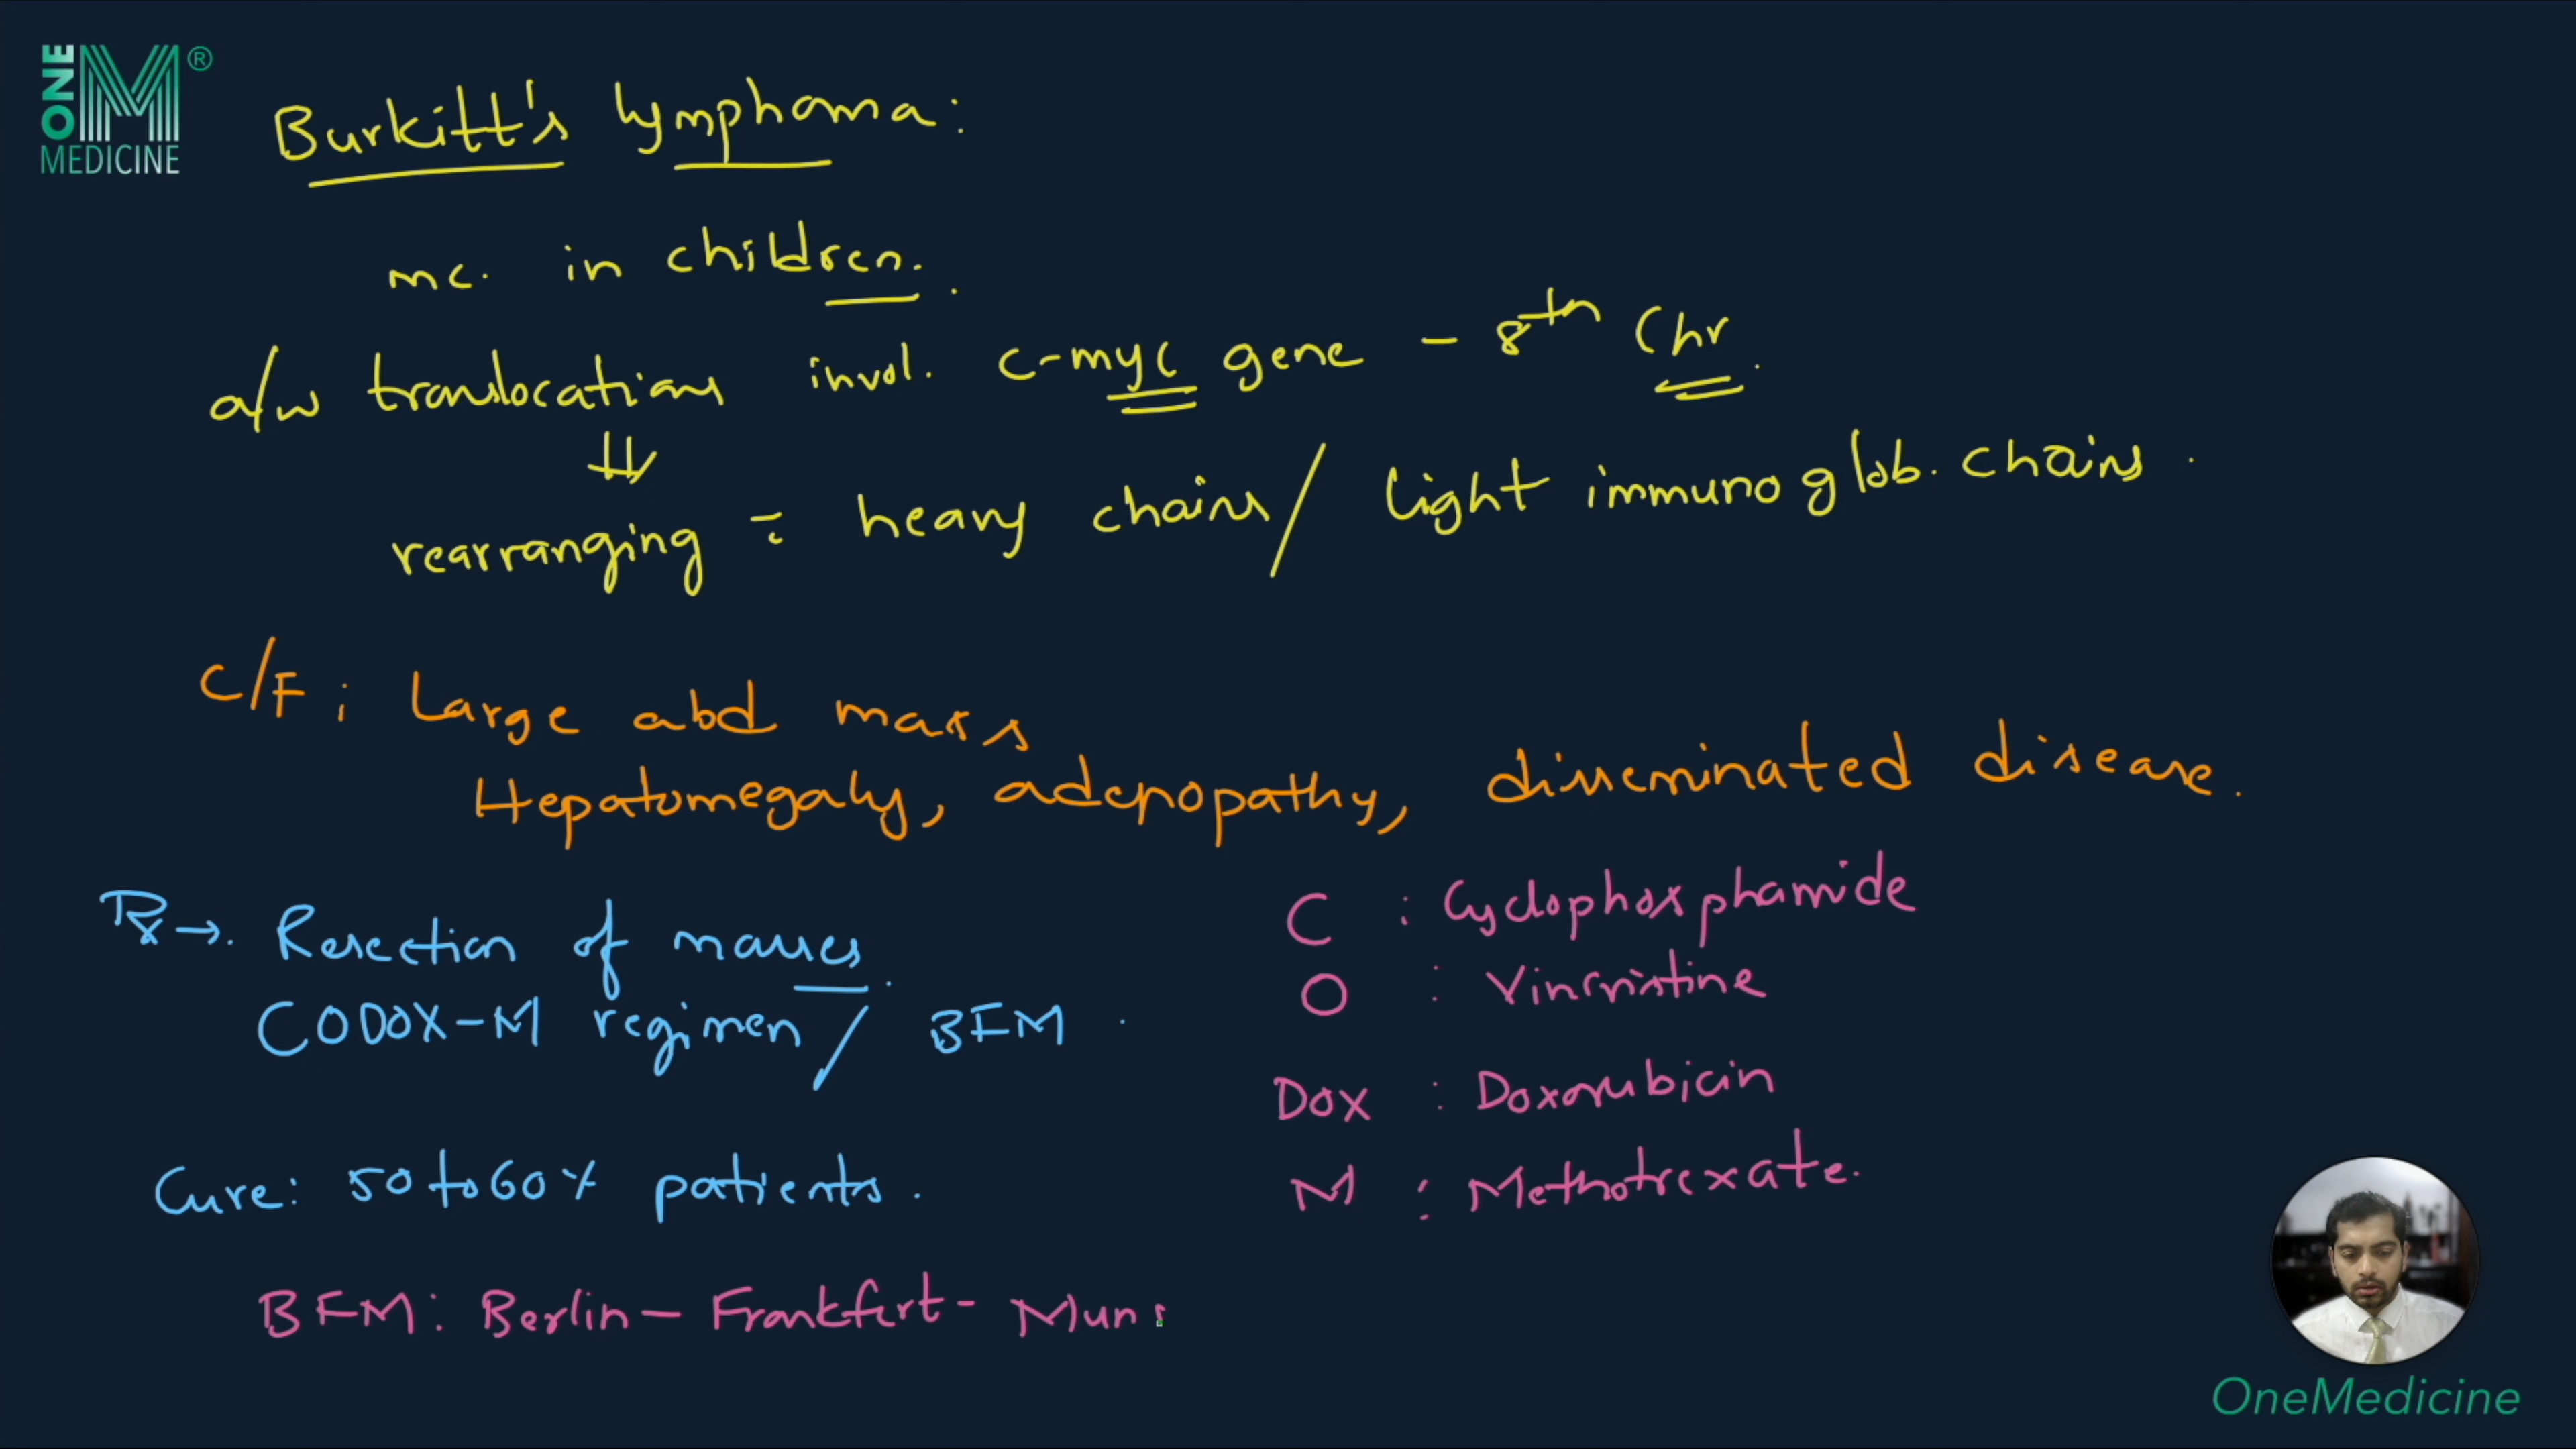 ONE M® MEDICINE
Burkitt's lymphoma:
mc. in children.
a/w translocations invol. c-myc gene - 8th Chr.
⇓
rearranging c̄ heavy chains / light immunoglob. chains.
C/F ; Large abd mass
Hepatomegaly, adenopathy, disseminated disease.
Rx → Resection of masses.
CODOX-M regimen / BFM.
Cure: 50 to 60% patients.
C : Cyclophosphamide
O : Vincristine
Dox : Doxorubicin
M : Methotrexate.
BFM: Berlin - Frankfurt - Muni
OneMedicine